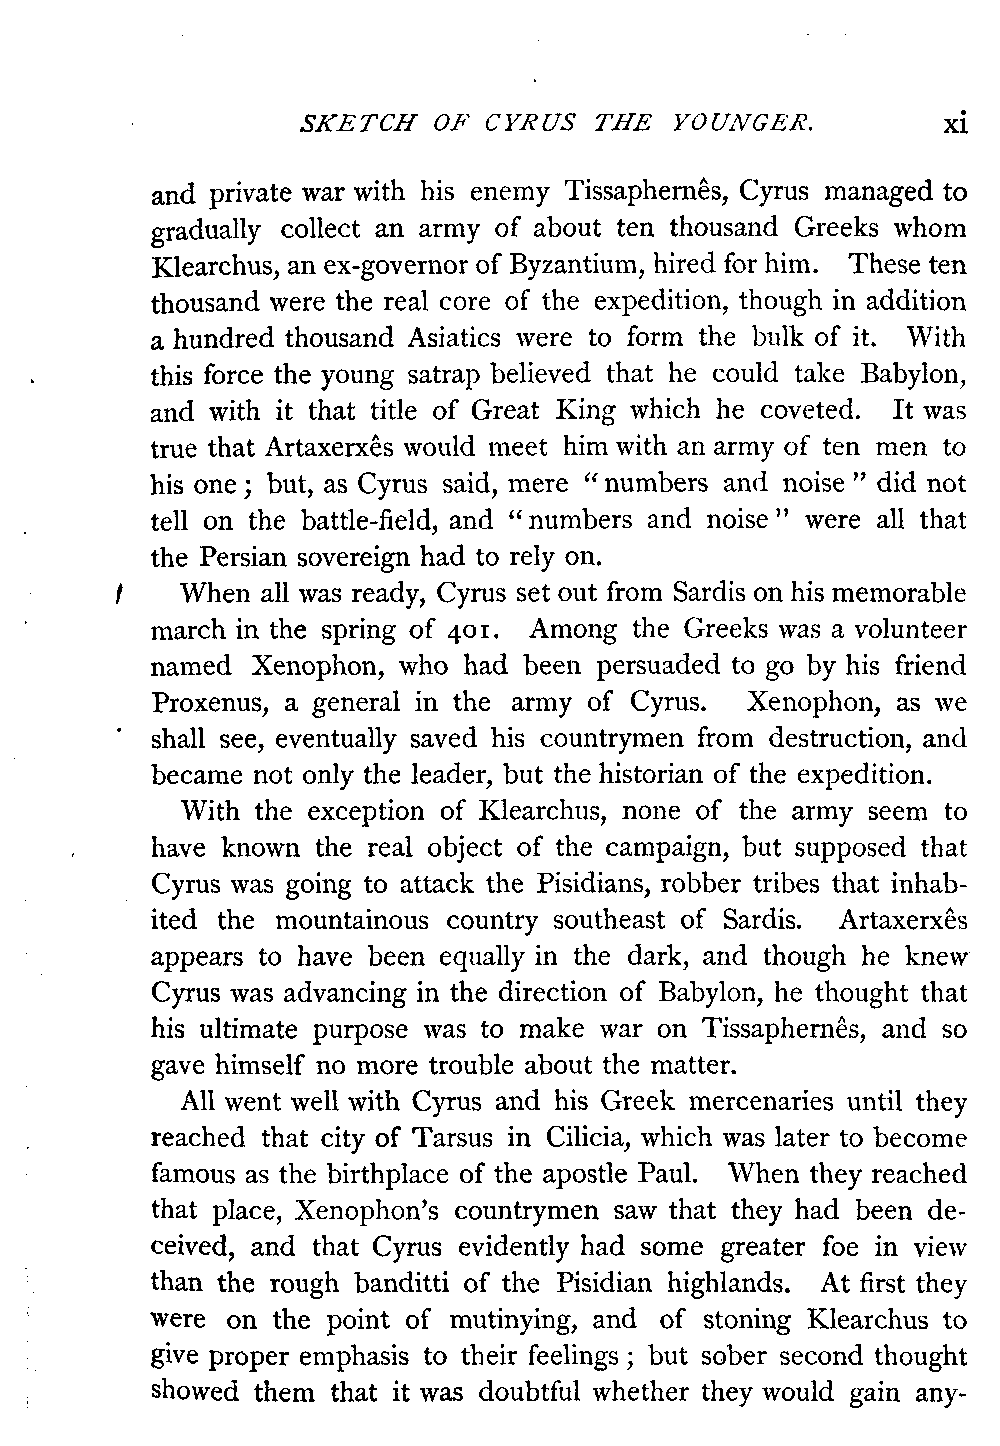 SKETCH OF CYRUS THE YOUNGER. xi
and private war with his enemy Tissaphernês, Cyrus managed to
gradually collect an army of about ten thousand Greeks whom
Klearchus, an ex-governor of Byzantium, hired for him. These ten
thousand were the real core of the expedition, though in addition
a hundred thousand Asiatics were to form the bulk of it. With
this force the young satrap believed that he could take Babylon,
and with it that title of Great King which he coveted. It was
true that Artaxerxês would meet him with an army of ten men to
his one; but, as Cyrus said, mere "numbers and noise" did not
tell on the battle-field, and "numbers and noise" were all that
the Persian sovereign had to rely on.
When all was ready, Cyrus set out from Sardis on his memorable
march in the spring of 401. Among the Greeks was a volunteer
named Xenophon, who had been persuaded to go by his friend
Proxenus, a general in the army of Cyrus. Xenophon, as we
shall see, eventually saved his countrymen from destruction, and
became not only the leader, but the historian of the expedition.
With the exception of Klearchus, none of the army seem to
have known the real object of the campaign, but supposed that
Cyrus was going to attack the Pisidians, robber tribes that inhab-
ited the mountainous country southeast of Sardis. Artaxerxês
appears to have been equally in the dark, and though he knew
Cyrus was advancing in the direction of Babylon, he thought that
his ultimate purpose was to make war on Tissaphernês, and so
gave himself no more trouble about the matter.
All went well with Cyrus and his Greek mercenaries until they
reached that city of Tarsus in Cilicia, which was later to become
famous as the birthplace of the apostle Paul. When they reached
that place, Xenophon's countrymen saw that they had been de-
ceived, and that Cyrus evidently had some greater foe in view
than the rough banditti of the Pisidian highlands. At first they
were on the point of mutinying, and of stoning Klearchus to
give proper emphasis to their feelings; but sober second thought
showed them that it was doubtful whether they would gain any-